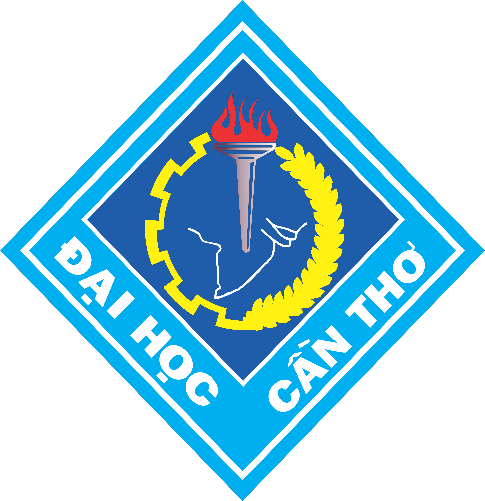 ĐẠI HỌC
CẦN THƠ